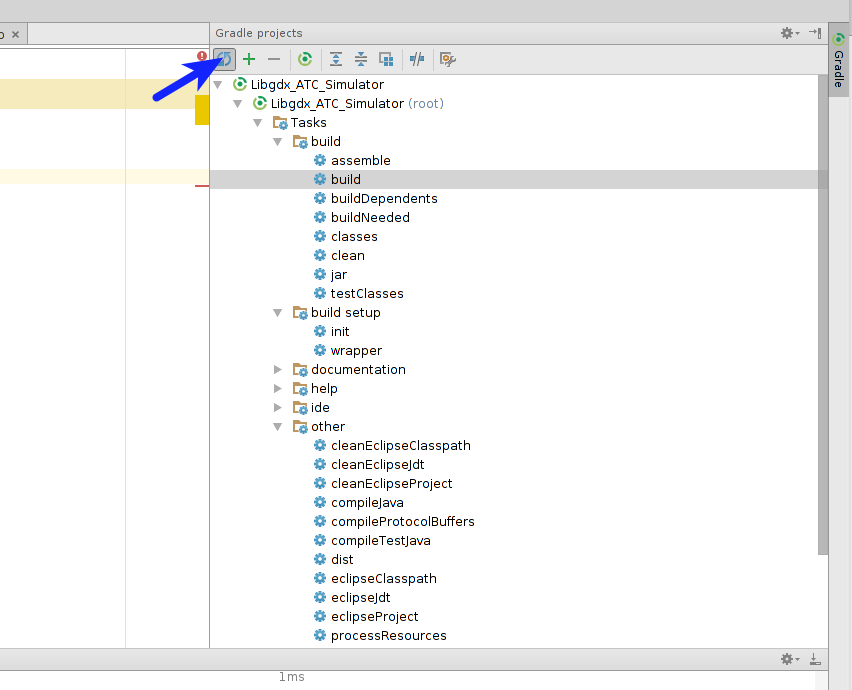 Gradle projects
Gradle
Libgdx_ATC_Simulator
Libgdx_ATC_Simulator (root)
Tasks
build
assemble
build
buildDependents
buildNeeded
classes
clean
jar
testClasses
build setup
init
wrapper
documentation
help
ide
other
cleanEclipseClasspath
cleanEclipseJdt
cleanEclipseProject
compileJava
compileProtocolBuffers
compileTestJava
dist
eclipseClasspath
eclipseJdt
eclipseProject
processResources
1ms